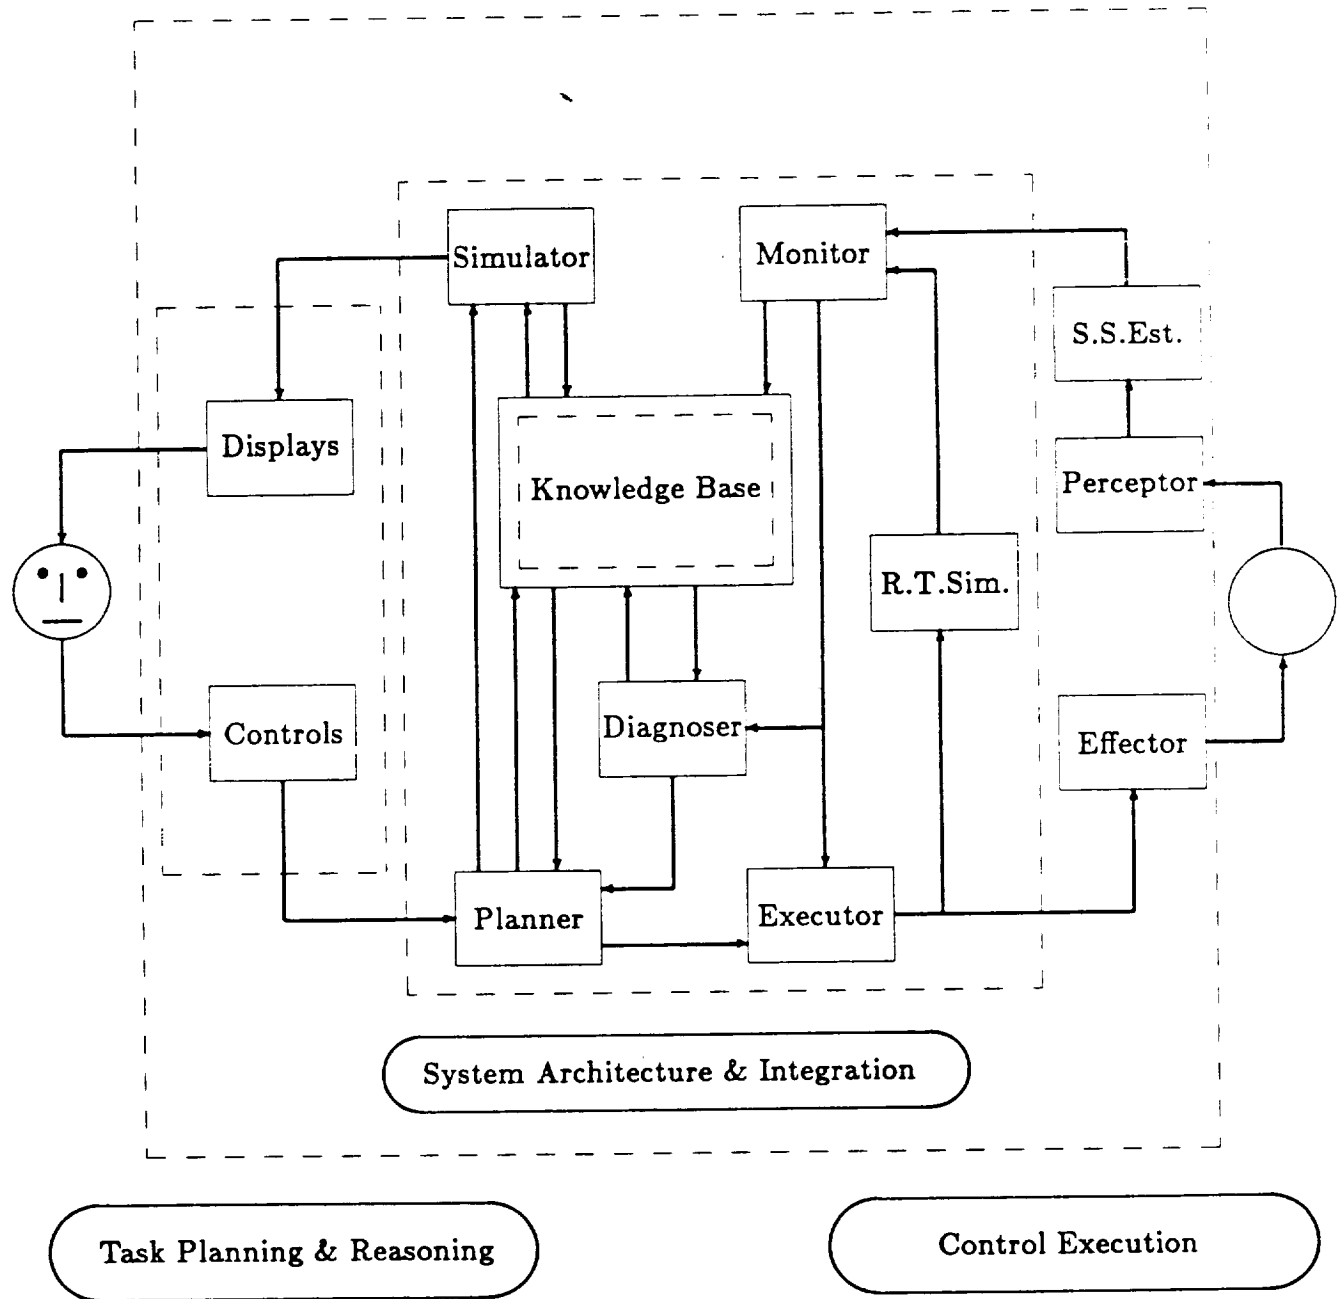 Simulator
Monitor
S.S.Est.
Displays
Knowledge Base
Perceptor
R.T.Sim.
Controls
Diagnoser
Effector
Planner
Executor
System Architecture & Integration
Task Planning & Reasoning
Control Execution